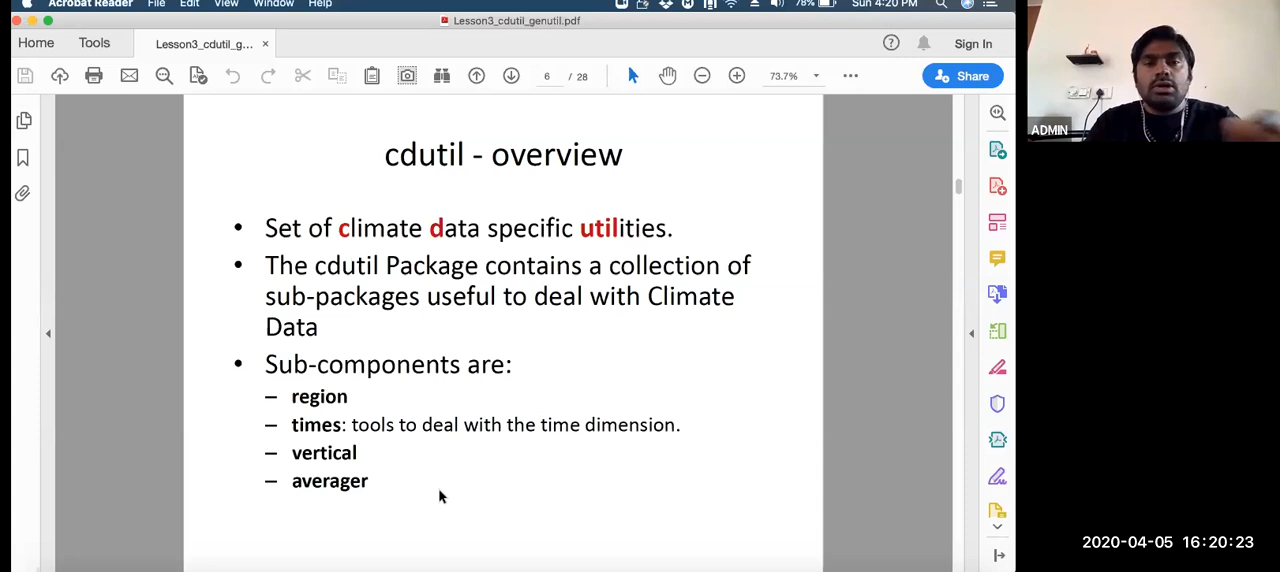 Acrobat Reader File Edit View Window Help 78% Sun 4:20 PM
Lesson3_cdutil_genutil.pdf
Home Tools Lesson3_cdutil_g... × Sign In
6 / 28 73.7% Share
cdutil - overview
• Set of climate data specific utilities.
• The cdutil Package contains a collection of
sub-packages useful to deal with Climate
Data
• Sub-components are:
– region
– times: tools to deal with the time dimension.
– vertical
– averager
ADMIN
2020-04-05 16:20:23